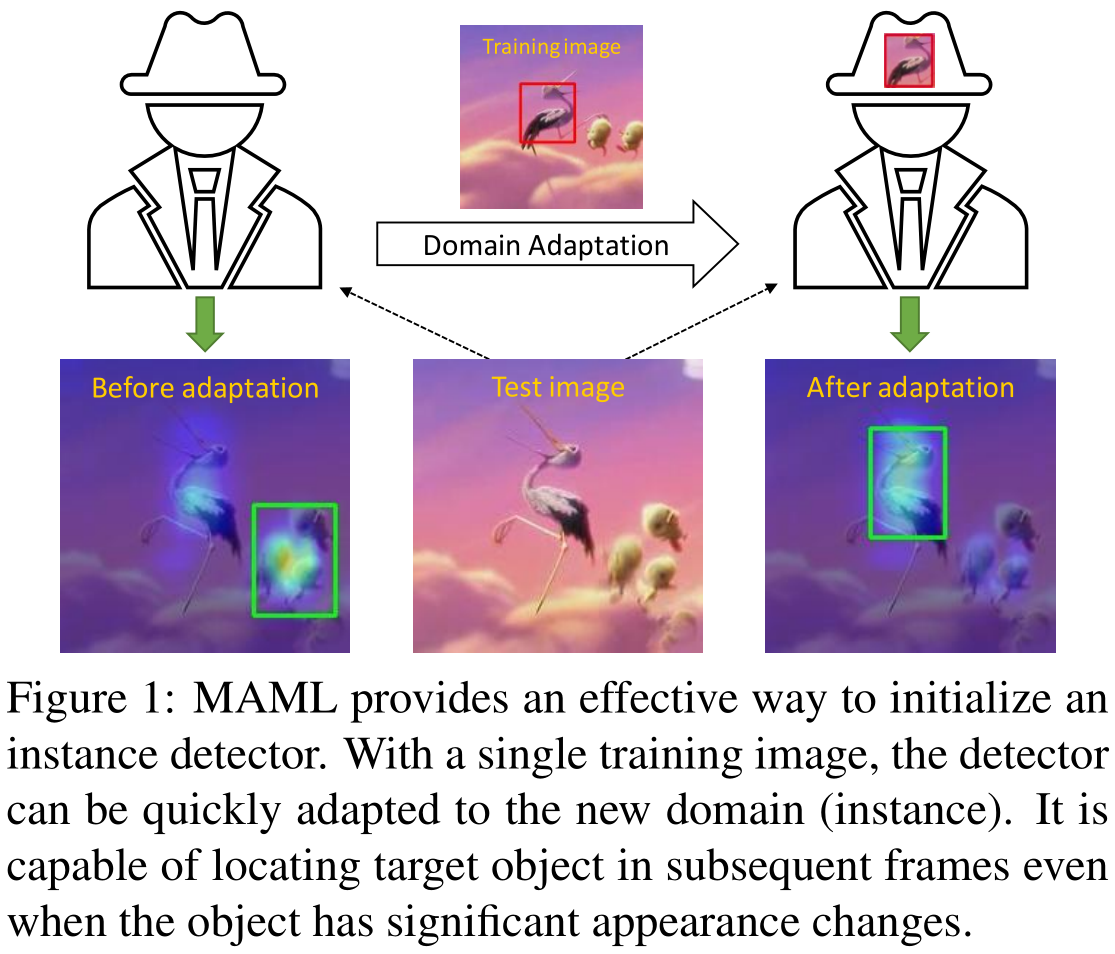 Training image
Domain Adaptation
Before adaptation
Test image
After adaptation
Figure 1: MAML provides an effective way to initialize an
instance detector. With a single training image, the detector
can be quickly adapted to the new domain (instance). It is
capable of locating target object in subsequent frames even
when the object has significant appearance changes.